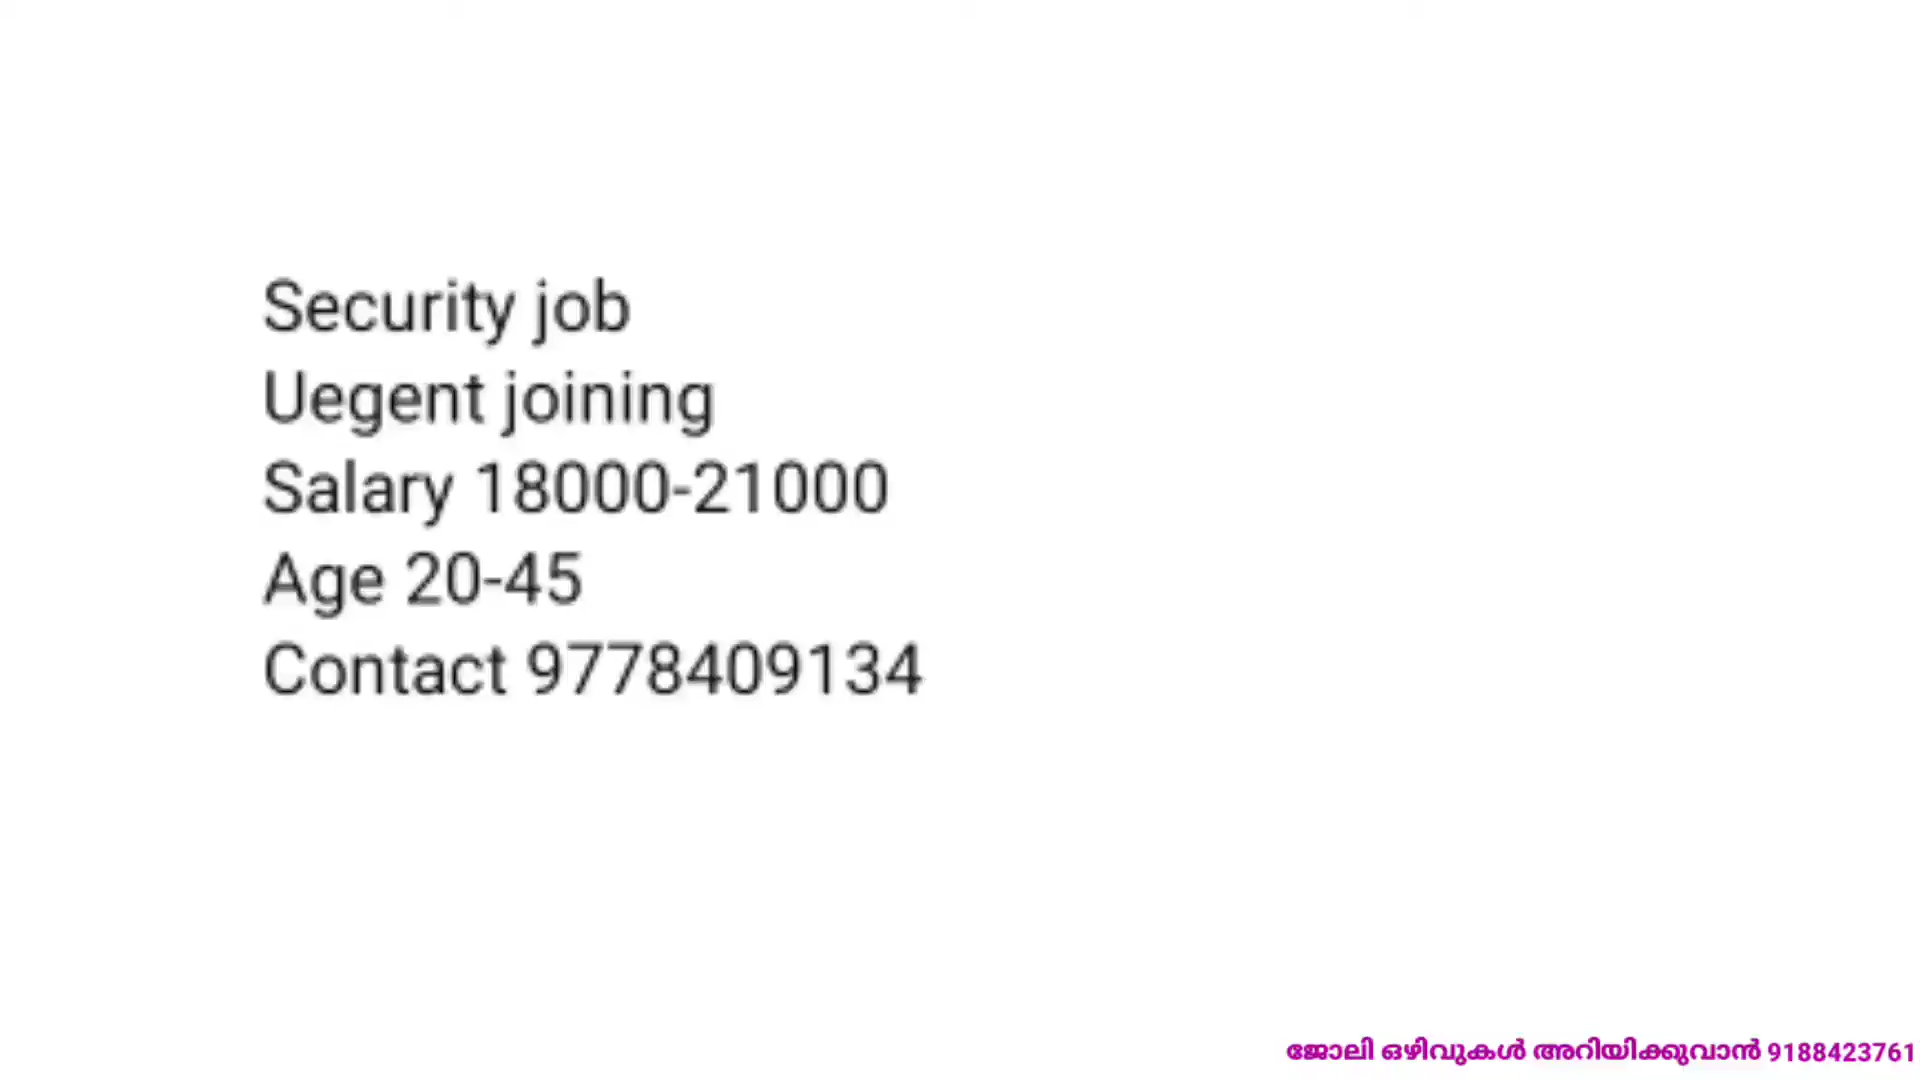 Security job
Uegent joining
Salary 18000-21000
Age 20-45
Contact 9778409134
ജോലി ഒഴിവുകൾ അറിയിക്കുവാൻ 9188423761